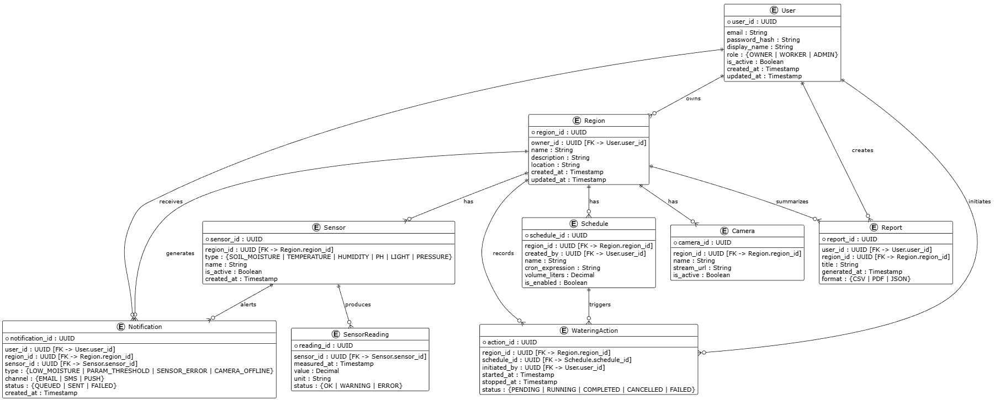 E User
user_id : UUID
email : String
password_hash : String
display_name : String
role : {OWNER | WORKER | ADMIN}
is_active : Boolean
created_at : Timestamp
updated_at : Timestamp
owns
E Region
region_id : UUID
owner_id : UUID [FK -> User.user_id]
name : String
description : String
location : String
created_at : Timestamp
updated_at : Timestamp
creates
receives
has
has
has
summarizes
initiates
E Sensor
sensor_id : UUID
region_id : UUID [FK -> Region.region_id]
type : {SOIL_MOISTURE | TEMPERATURE | HUMIDITY | PH | LIGHT | PRESSURE}
name : String
is_active : Boolean
created_at : Timestamp
E Schedule
schedule_id : UUID
region_id : UUID [FK -> Region.region_id]
created_by : UUID [FK -> User.user_id]
name : String
cron_expression : String
volume_liters : Decimal
is_enabled : Boolean
E Camera
camera_id : UUID
region_id : UUID [FK -> Region.region_id]
name : String
stream_url : String
is_active : Boolean
E Report
report_id : UUID
user_id : UUID [FK -> User.user_id]
region_id : UUID [FK -> Region.region_id]
title : String
generated_at : Timestamp
format : {CSV | PDF | JSON}
generates
records
alerts
produces
triggers
E Notification
notification_id : UUID
user_id : UUID [FK -> User.user_id]
region_id : UUID [FK -> Region.region_id]
sensor_id : UUID [FK -> Sensor.sensor_id]
type : {LOW_MOISTURE | PARAM_THRESHOLD | SENSOR_ERROR | CAMERA_OFFLINE}
channel : {EMAIL | SMS | PUSH}
status : {QUEUED | SENT | FAILED}
created_at : Timestamp
E SensorReading
reading_id : UUID
sensor_id : UUID [FK -> Sensor.sensor_id]
measured_at : Timestamp
value : Decimal
unit : String
status : {OK | WARNING | ERROR}
E WateringAction
action_id : UUID
region_id : UUID [FK -> Region.region_id]
schedule_id : UUID [FK -> Schedule.schedule_id]
initiated_by : UUID [FK -> User.user_id]
started_at : Timestamp
stopped_at : Timestamp
status : {PENDING | RUNNING | COMPLETED | CANCELLED | FAILED}